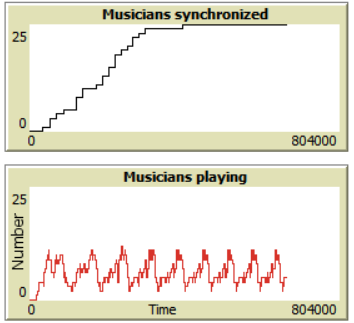 Musicians synchronized
25
0
0 804000
Musicians playing
25
Number
0
0 Time 804000